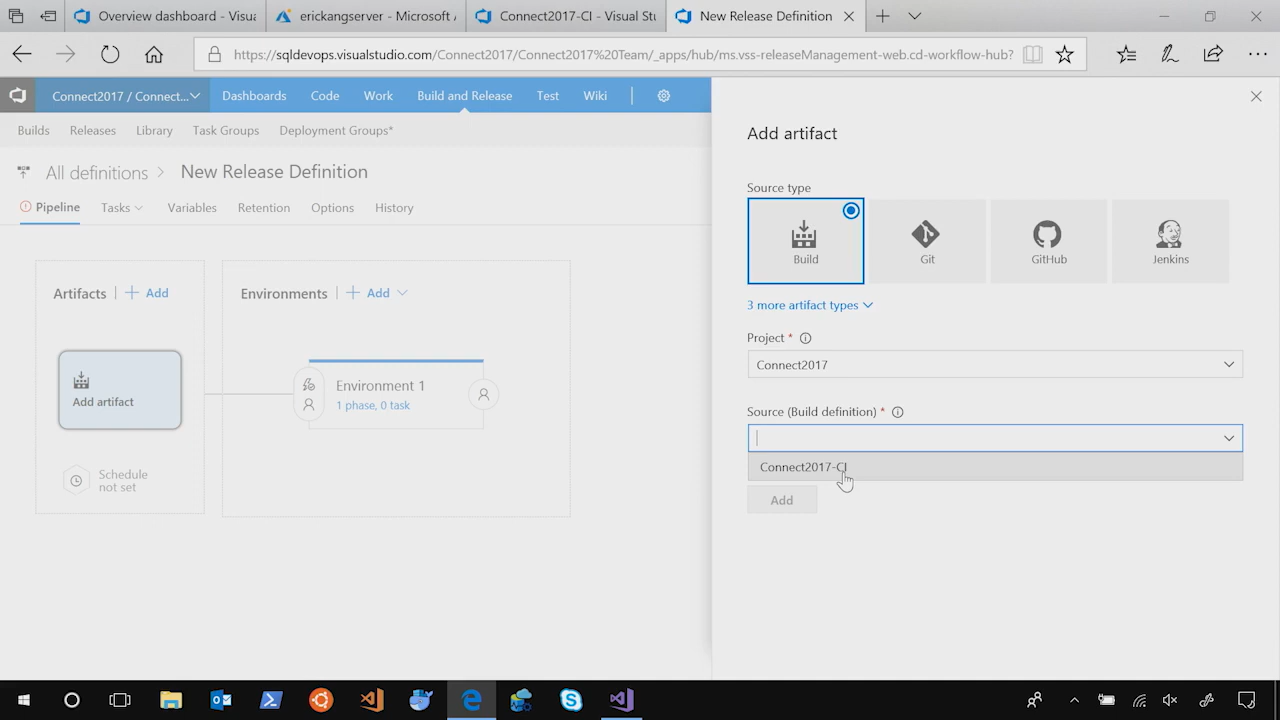 Overview dashboard - Visua
erickangserver - Microsoft A
Connect2017-CI - Visual Stu
New Release Definition
https://sqldevops.visualstudio.com/Connect2017/Connect2017%20Team/_apps/hub/ms.vss-releaseManagement-web.cd-workflow-hub?
Connect2017 / Connect...
Dashboards
Code
Work
Build and Release
Test
Wiki
Builds
Releases
Library
Task Groups
Deployment Groups*
All definitions > New Release Definition
Pipeline
Tasks
Variables
Retention
Options
History
Artifacts
Add
Environments
Add
Add artifact
Environment 1
1 phase, 0 task
Schedule
not set
Add artifact
Source type
Build
Git
GitHub
Jenkins
3 more artifact types
Project *
Connect2017
Source (Build definition) *
Connect2017-CI
Add